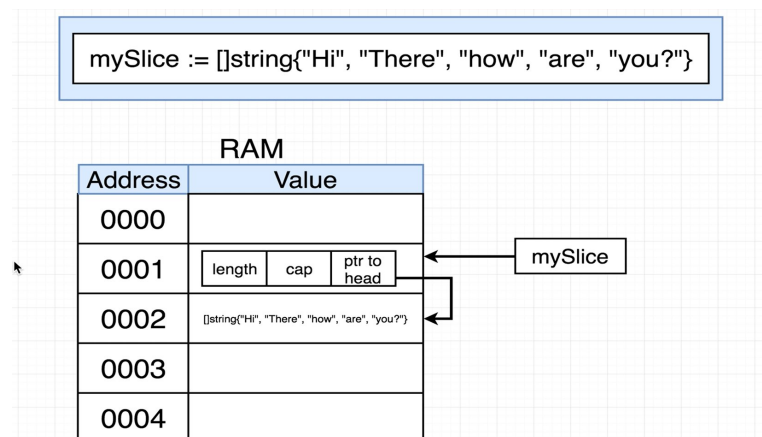 mySlice := []string{"Hi", "There", "how", "are", "you?"}
RAM
Address Value
0000
0001 length cap ptr to head
mySlice
0002 []string{"Hi", "There", "how", "are", "you?"}
0003
0004